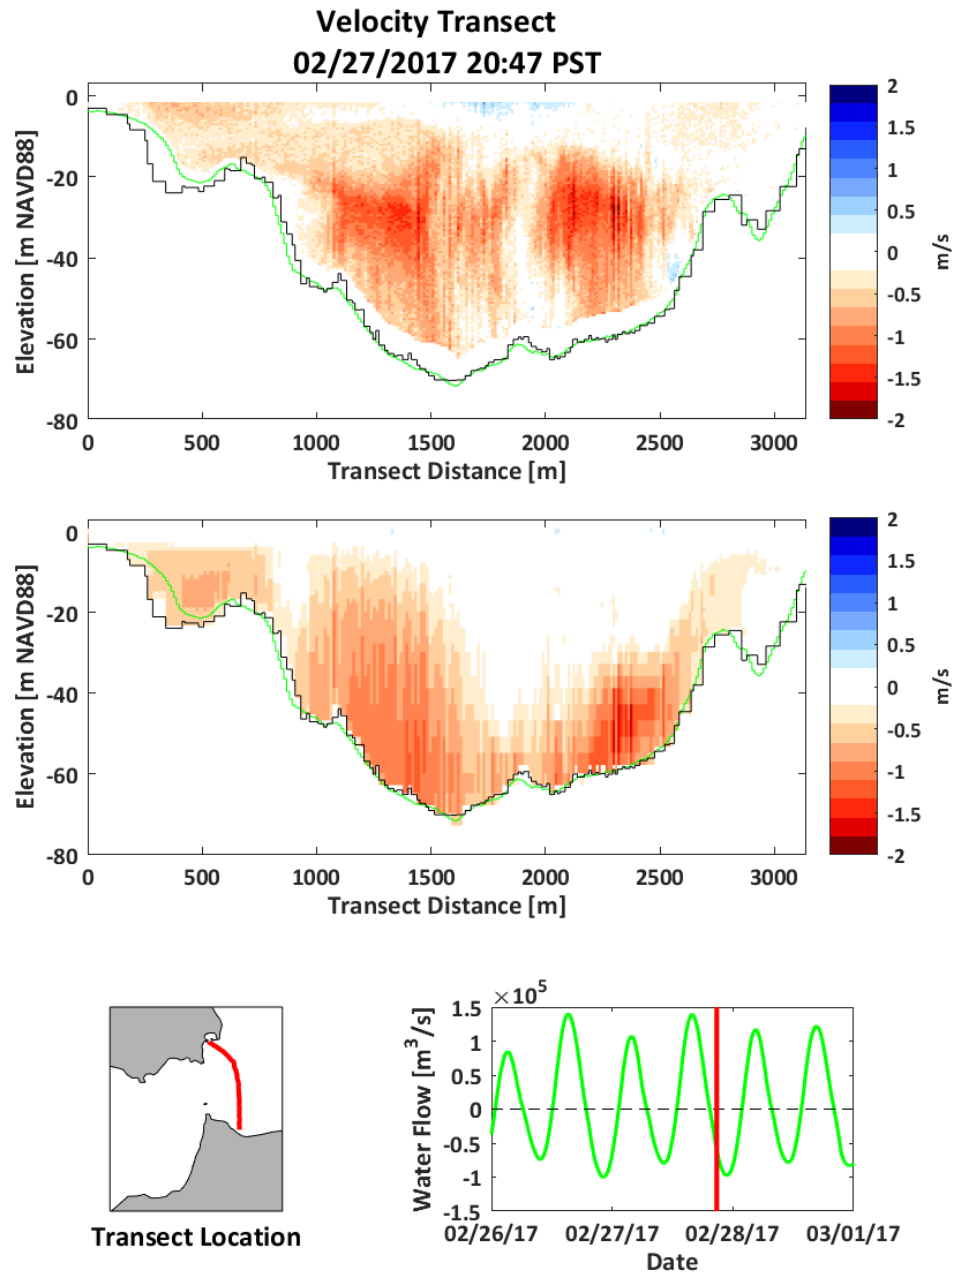 Velocity Transect
02/27/2017 20:47 PST
0
-20
-40
-60
-80
Elevation [m NAVD88]
0 500 1000 1500 2000 2500 3000
Transect Distance [m]
2
1.5
1
0.5
0
-0.5
-1
-1.5
-2
m/s
0
-20
-40
-60
-80
Elevation [m NAVD88]
0 500 1000 1500 2000 2500 3000
Transect Distance [m]
2
1.5
1
0.5
0
-0.5
-1
-1.5
-2
m/s
Transect Location
×10⁵
1.5
1
0.5
0
-0.5
-1
-1.5
Water Flow [m³/s]
02/26/17 02/27/17 02/28/17 03/01/17
Date